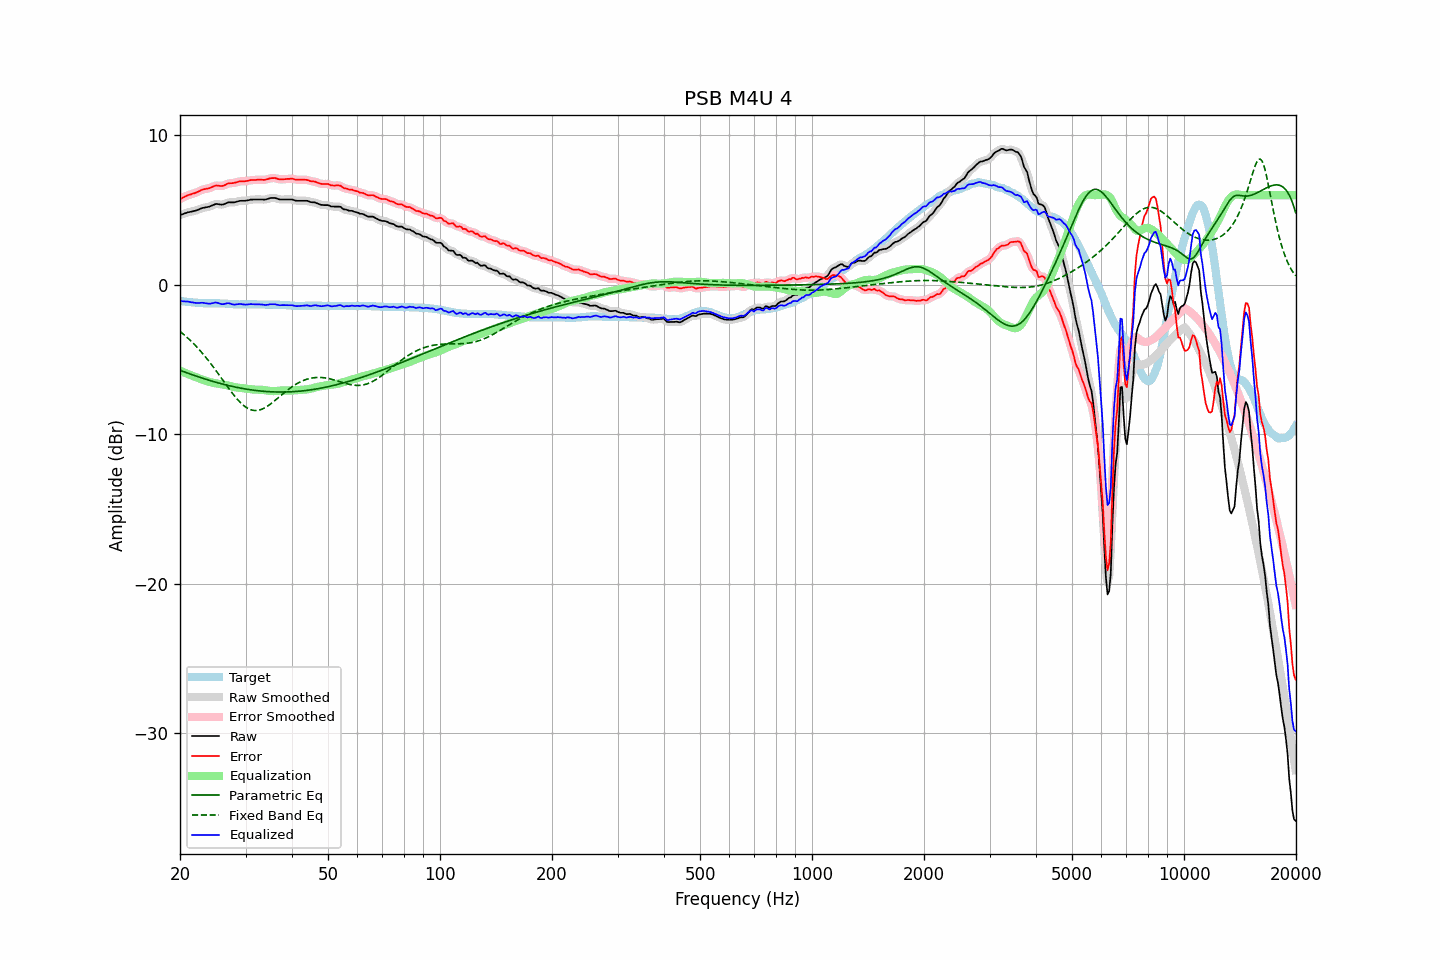 PSB M4U 4
10
0
−10
−20
−30
Amplitude (dBr)
Target
Raw Smoothed
Error Smoothed
Raw
Error
Equalization
Parametric Eq
Fixed Band Eq
Equalized
20
50
100
200
500
1000
2000
5000
10000
20000
Frequency (Hz)